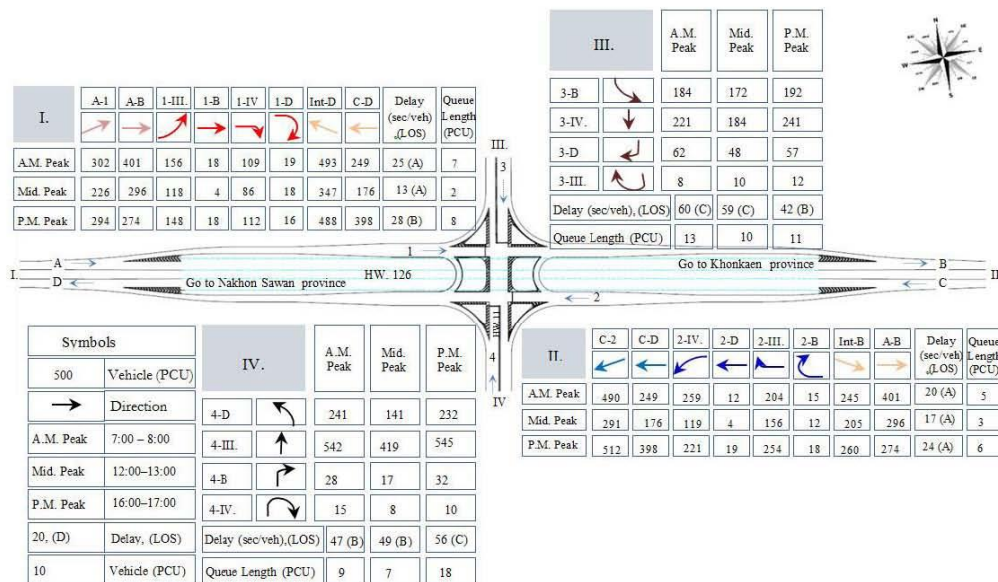 III.
A.M. Peak
Mid. Peak
P.M. Peak
3-B 184 172 192
3-IV. 221 184 241
3-D 62 48 57
3-III. 8 10 12
Delay (sec/veh), (LOS) 60 (C) 59 (C) 42 (B)
Queue Length (PCU) 13 10 11
N
E
S
W
I.
A-1 A-B 1-III. 1-B 1-IV 1-D Int-D C-D Delay (sec/veh) ,(LOS) Queue Length (PCU)
A.M. Peak 302 401 156 18 109 19 493 249 25 (A) 7
Mid. Peak 226 296 118 4 86 18 347 176 13 (A) 2
P.M. Peak 294 274 148 18 112 16 488 398 28 (B) 8
III.
3
1
A
B
I.
D
HW. 126
Go to Nakhon Sawan province
Go to Khonkaen province
C
2
4
IV
Symbols
500 Vehicle (PCU)
Direction
A.M. Peak 7:00 – 8:00
Mid. Peak 12:00–13:00
P.M. Peak 16:00–17:00
20, (D) Delay, (LOS)
10 Vehicle (PCU)
IV.
A.M. Peak
Mid. Peak
P.M. Peak
4-D 241 141 232
4-III. 542 419 545
4-B 28 17 32
4-IV. 15 8 10
Delay (sec/veh),(LOS) 47 (B) 49 (B) 56 (C)
Queue Length (PCU) 9 7 18
II.
C-2 C-D 2-IV. 2-D 2-III. 2-B Int-B A-B Delay (sec/veh) ,(LOS) Queue Length (PCU)
A.M. Peak 490 249 259 12 204 15 245 401 20 (A) 5
Mid. Peak 291 176 119 4 156 12 205 296 17 (A) 3
P.M. Peak 512 398 221 19 254 18 260 274 24 (A) 6